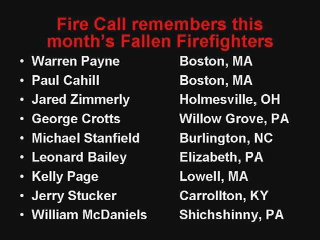 Fire Call remembers this
month's Fallen Firefighters
• Warren Payne Boston, MA
• Paul Cahill Boston, MA
• Jared Zimmerly Holmesville, OH
• George Crotts Willow Grove, PA
• Michael Stanfield Burlington, NC
• Leonard Bailey Elizabeth, PA
• Kelly Page Lowell, MA
• Jerry Stucker Carrollton, KY
• William McDaniels Shichshinny, PA